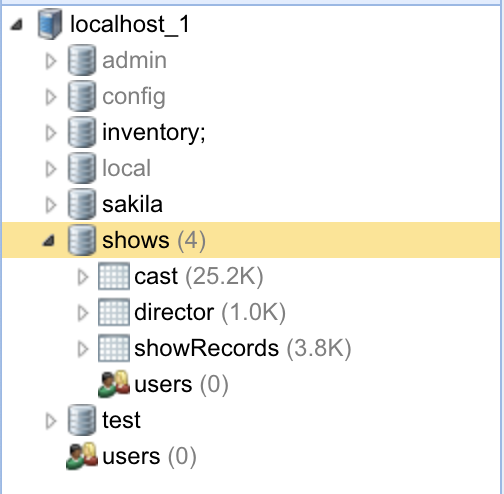 localhost_1
admin
config
inventory;
local
sakila
shows (4)
cast (25.2K)
director (1.0K)
showRecords (3.8K)
users (0)
test
users (0)